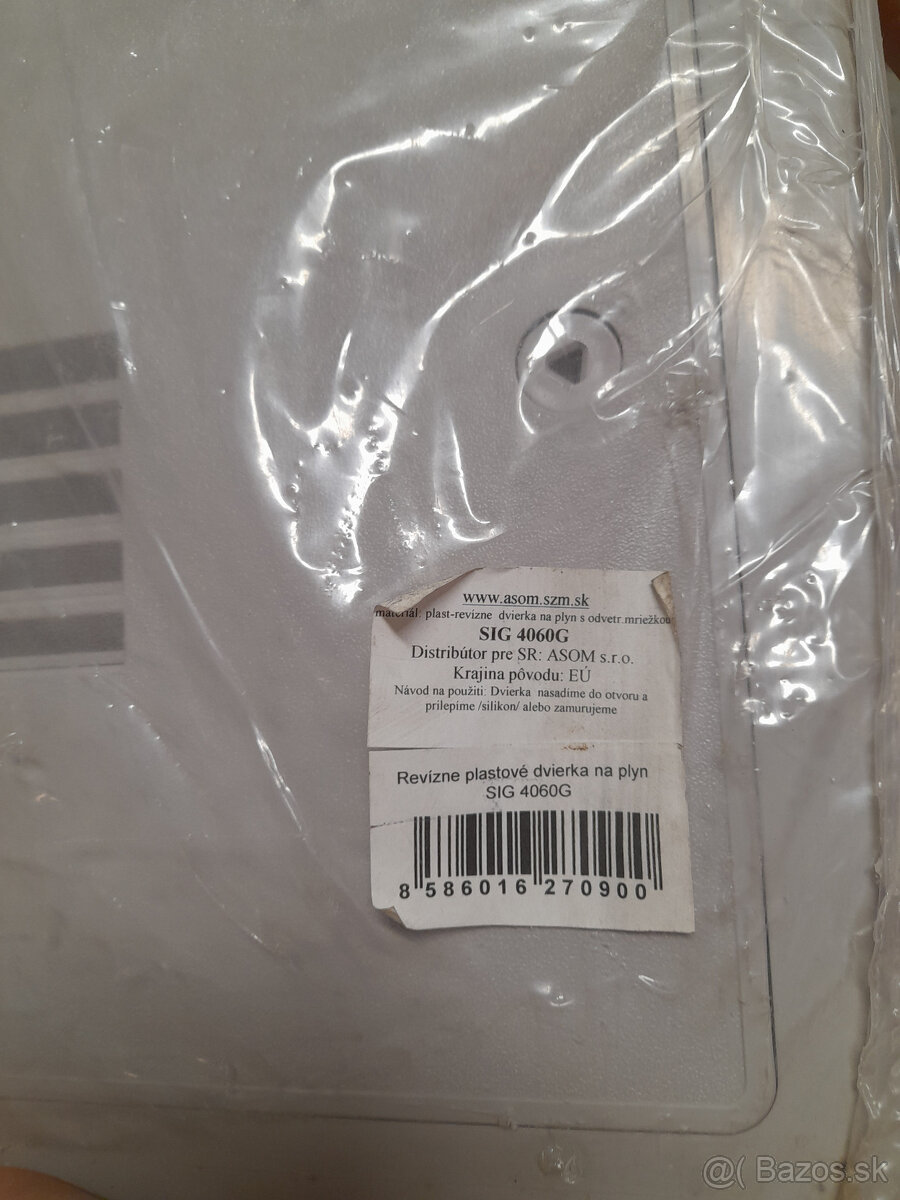 www.asom.szm.sk
materiál: plast-revizne dvierka na plyn s odvetr.mriežkou
SIG 4060G
Distribútor pre SR: ASOM s.r.o.
Krajina pôvodu: EÚ
Návod na použiti: Dvierka nasadíme do otvoru a
prilepíme /silikon/ alebo zamurujeme
Revízne plastové dvierka na plyn
SIG 4060G
8 586016 270900
@( Bazos.sk